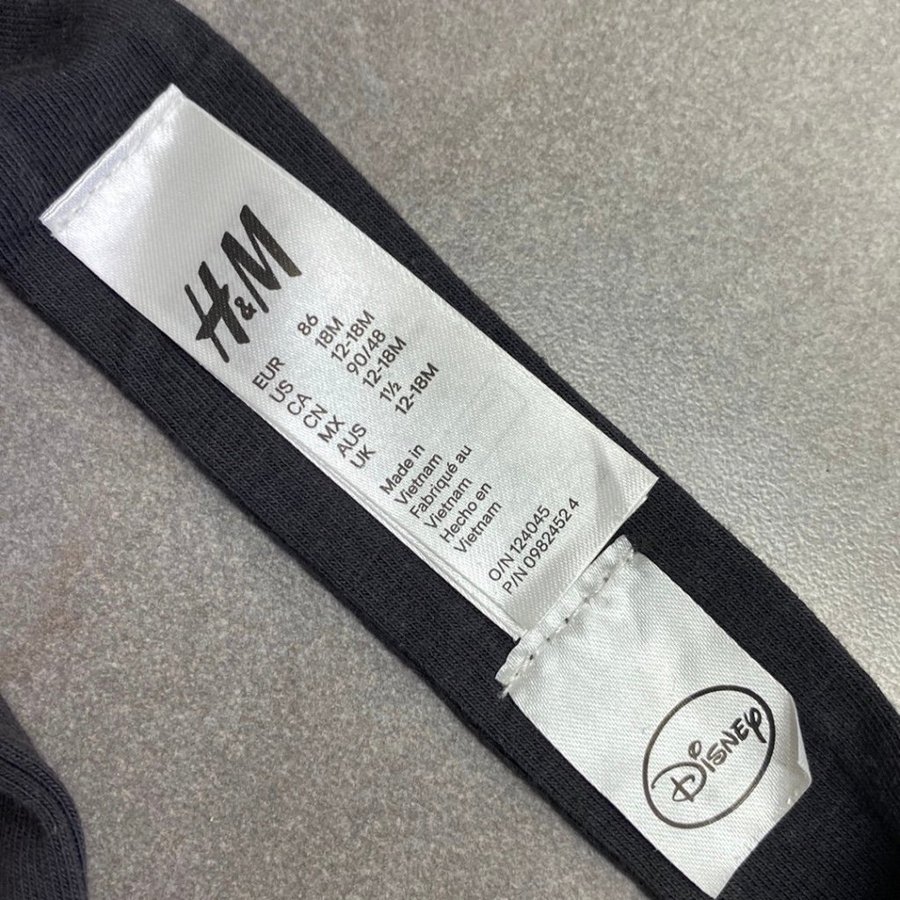 H&M
EUR 86
US 18M
CA 12-18M
CN 90/48
MX 12-18M
AUS 1½
UK 12-18M
Made in
Vietnam
Fabriqué au
Vietnam
Hecho en
Vietnam
O/N 124045
P/N 0982452 4
Disney